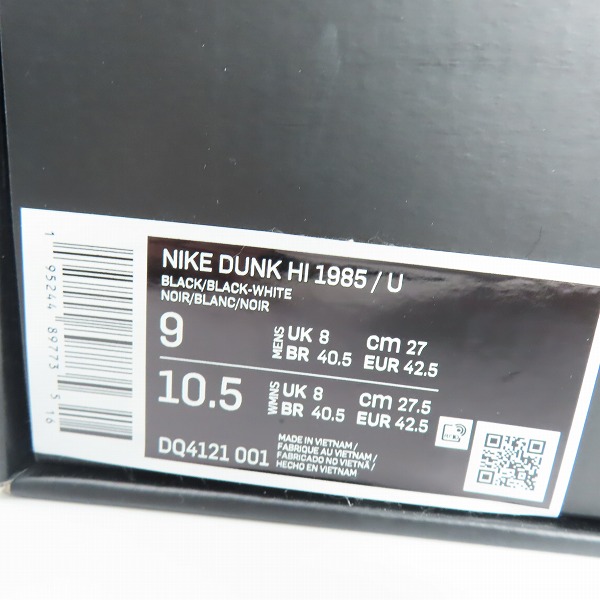 NIKE DUNK HI 1985 / U
BLACK/BLACK-WHITE
NOIR/BLANC/NOIR
9 MENS UK 8 cm 27
BR 40.5 EUR 42.5
10.5 WMNS UK 8 cm 27.5
BR 40.5 EUR 42.5
DQ4121 001
MADE IN VIETNAM /
FABRIQUE AU VIETNAM /
FABRICADO NO VIETNÃ /
HECHO EN VIETNAM
1 95244 89773 5 16